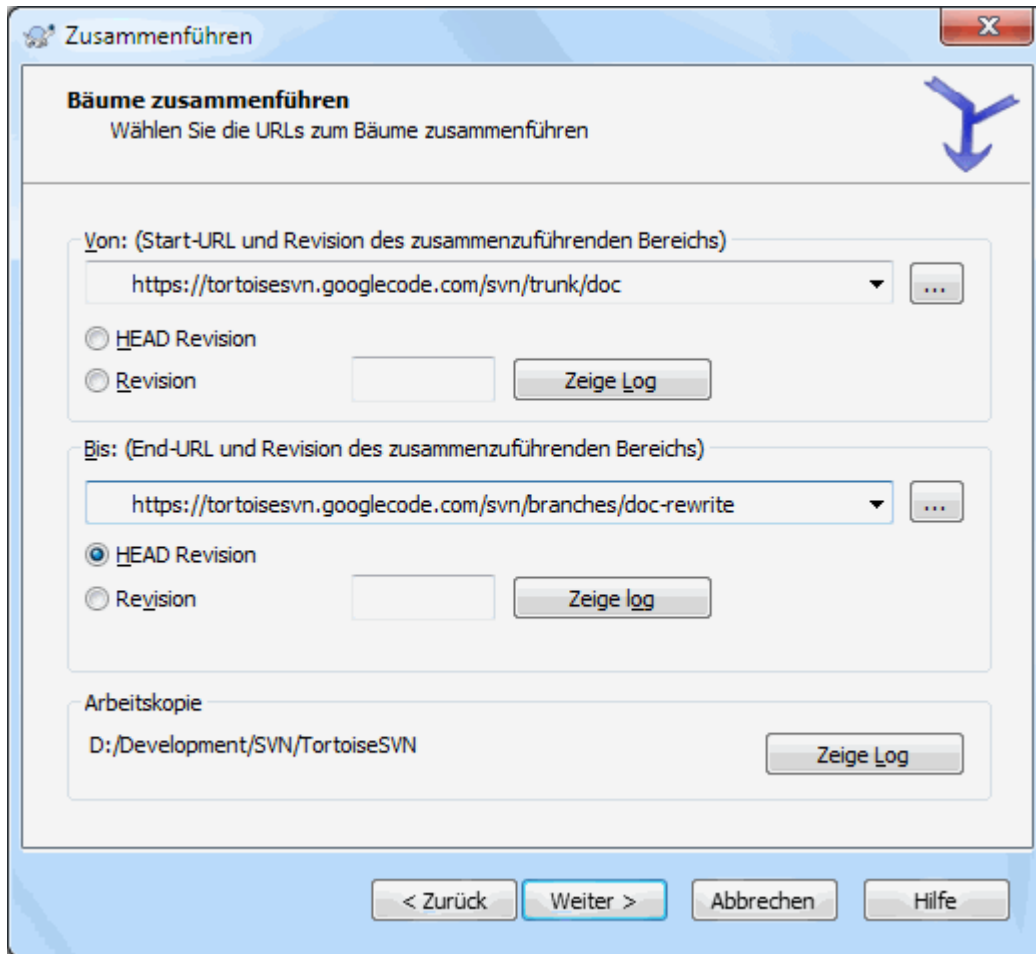 Zusammenführen
Bäume zusammenführen
Wählen Sie die URLs zum Bäume zusammenführen
Von: (Start-URL und Revision des zusammenzuführenden Bereichs)
https://tortoisesvn.googlecode.com/svn/trunk/doc
...
HEAD Revision
Revision
Zeige Log
Bis: (End-URL und Revision des zusammenzuführenden Bereichs)
https://tortoisesvn.googlecode.com/svn/branches/doc-rewrite
...
HEAD Revision
Revision
Zeige log
Arbeitskopie
D:/Development/SVN/TortoiseSVN
Zeige Log
< Zurück
Weiter >
Abbrechen
Hilfe